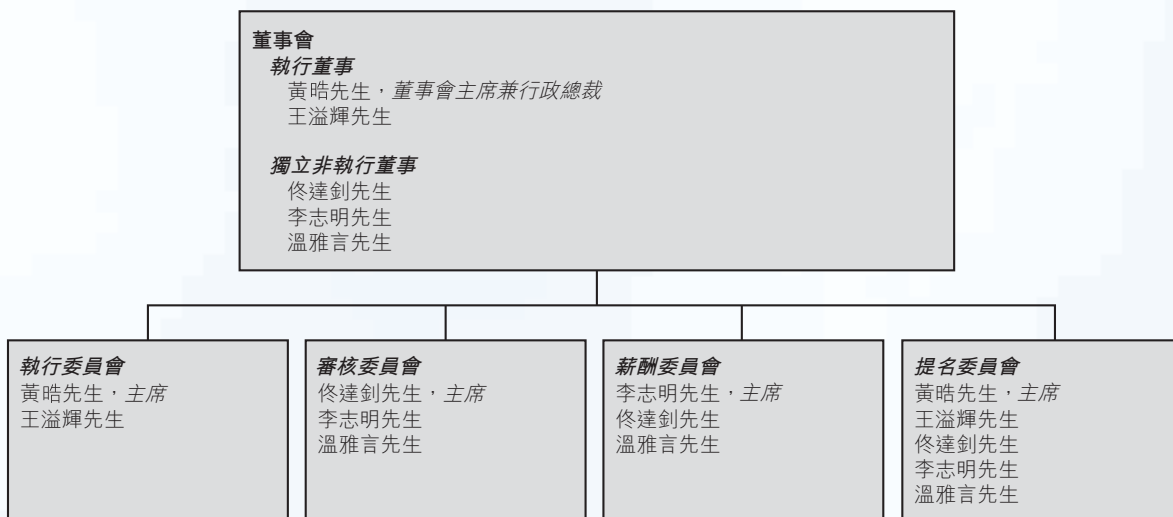 董事會
執行董事
黃晧先生，董事會主席兼行政總裁
王溢輝先生
獨立非執行董事
佟達釗先生
李志明先生
溫雅言先生
執行委員會
黃晧先生，主席
王溢輝先生
審核委員會
佟達釗先生，主席
李志明先生
溫雅言先生
薪酬委員會
李志明先生，主席
佟達釗先生
溫雅言先生
提名委員會
黃晧先生，主席
王溢輝先生
佟達釗先生
李志明先生
溫雅言先生